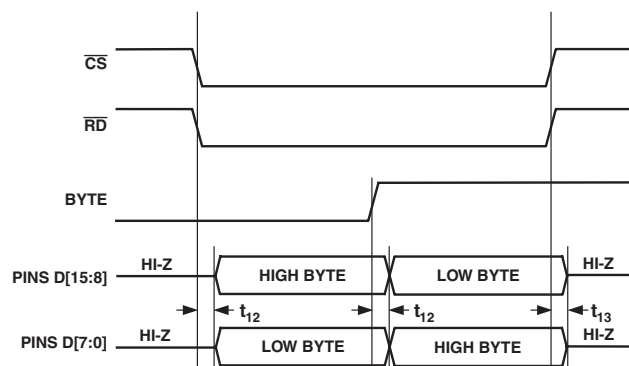 CS
RD
BYTE
PINS D[15:8] HI-Z HIGH BYTE LOW BYTE HI-Z
t12 t12 t13
PINS D[7:0] HI-Z LOW BYTE HIGH BYTE HI-Z